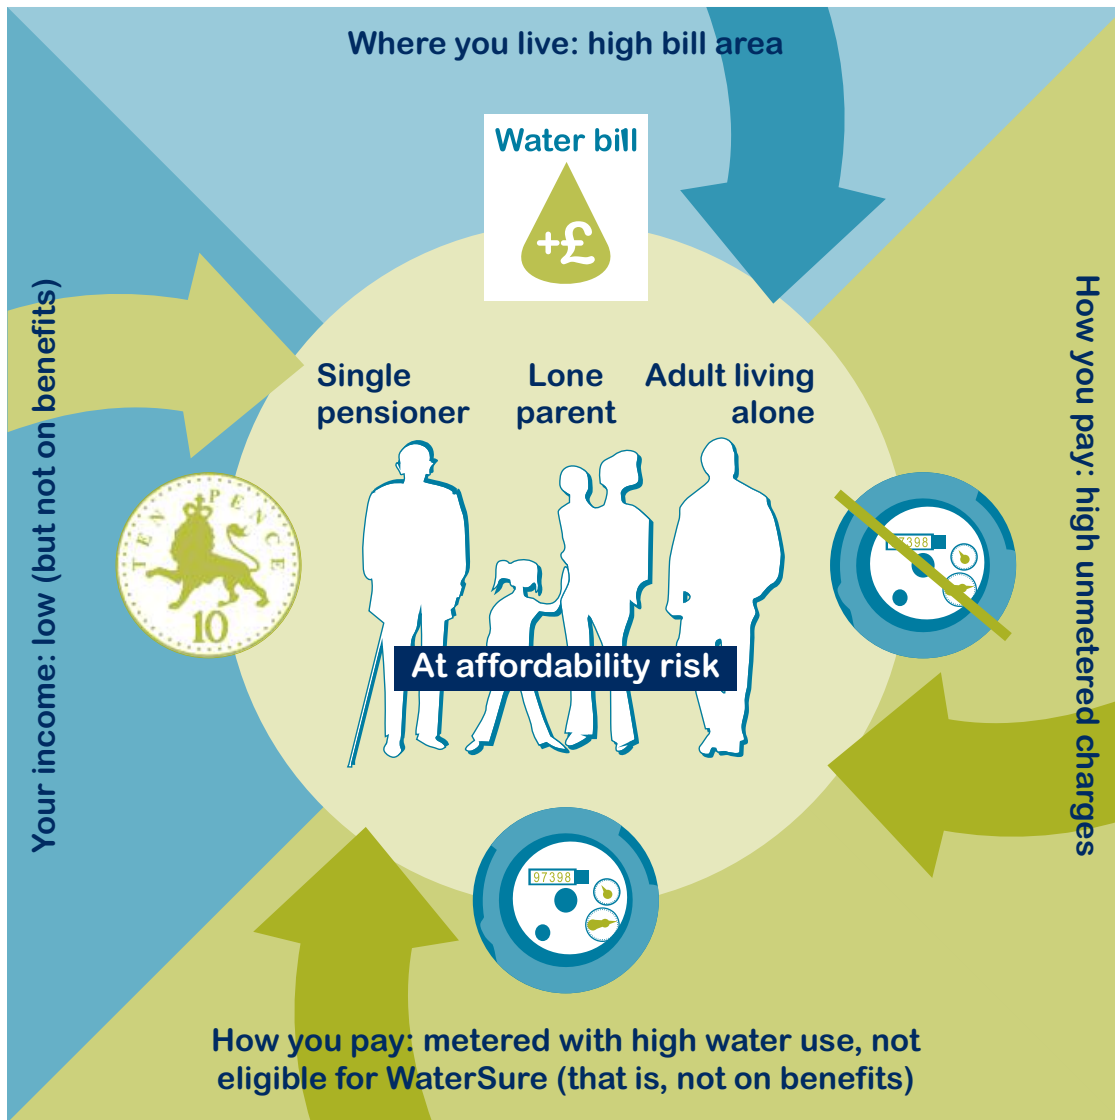 Where you live: high bill area
Water bill
+£
Single
pensioner
Lone
parent
Adult living
alone
Your income: low (but not on benefits)
TEN PENCE
10
How you pay: high unmetered charges
7398
At affordability risk
97398
How you pay: metered with high water use, not
eligible for WaterSure (that is, not on benefits)